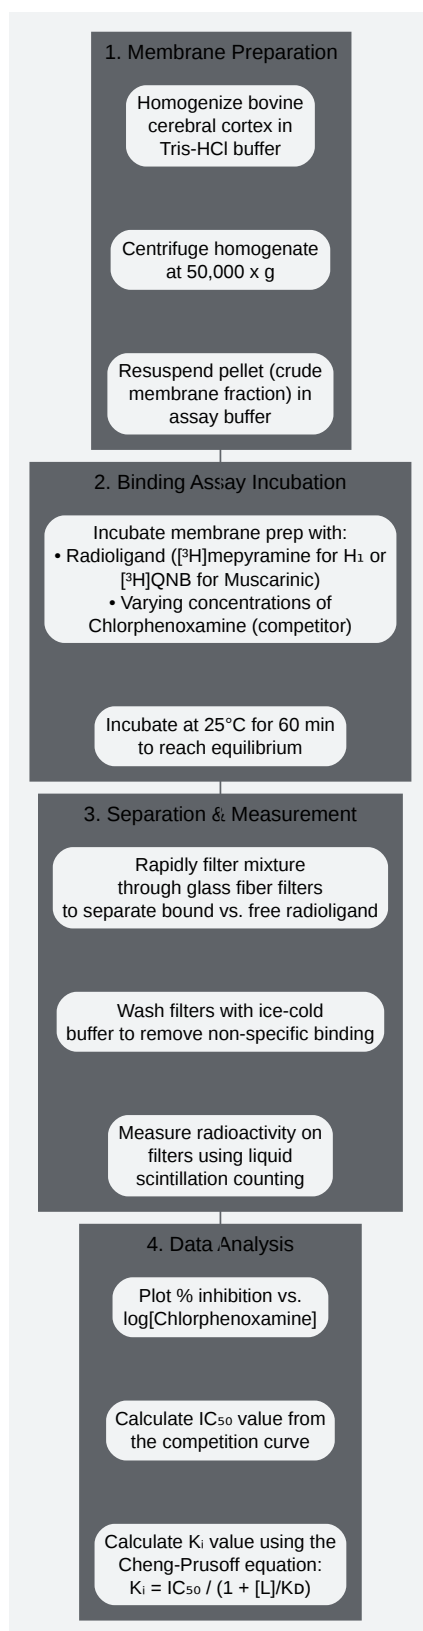 1. Membrane Preparation
Homogenize bovine
cerebral cortex in
Tris-HCl buffer
Centrifuge homogenate
at 50,000 x g
Resuspend pellet (crude
membrane fraction) in
assay buffer
2. Binding Assay Incubation
Incubate membrane prep with:
• Radioligand ([³H]mepyramine for H₁ or
[³H]QNB for Muscarinic)
• Varying concentrations of
Chlorphenoxamine (competitor)
Incubate at 25°C for 60 min
to reach equilibrium
3. Separation & Measurement
Rapidly filter mixture
through glass fiber filters
to separate bound vs. free radioligand
Wash filters with ice-cold
buffer to remove non-specific binding
Measure radioactivity on
filters using liquid
scintillation counting
4. Data Analysis
Plot % inhibition vs.
log[Chlorphenoxamine]
Calculate IC₅₀ value from
the competition curve
Calculate Kᵢ value using the
Cheng-Prusoff equation:
Kᵢ = IC₅₀ / (1 + [L]/Kᴅ)